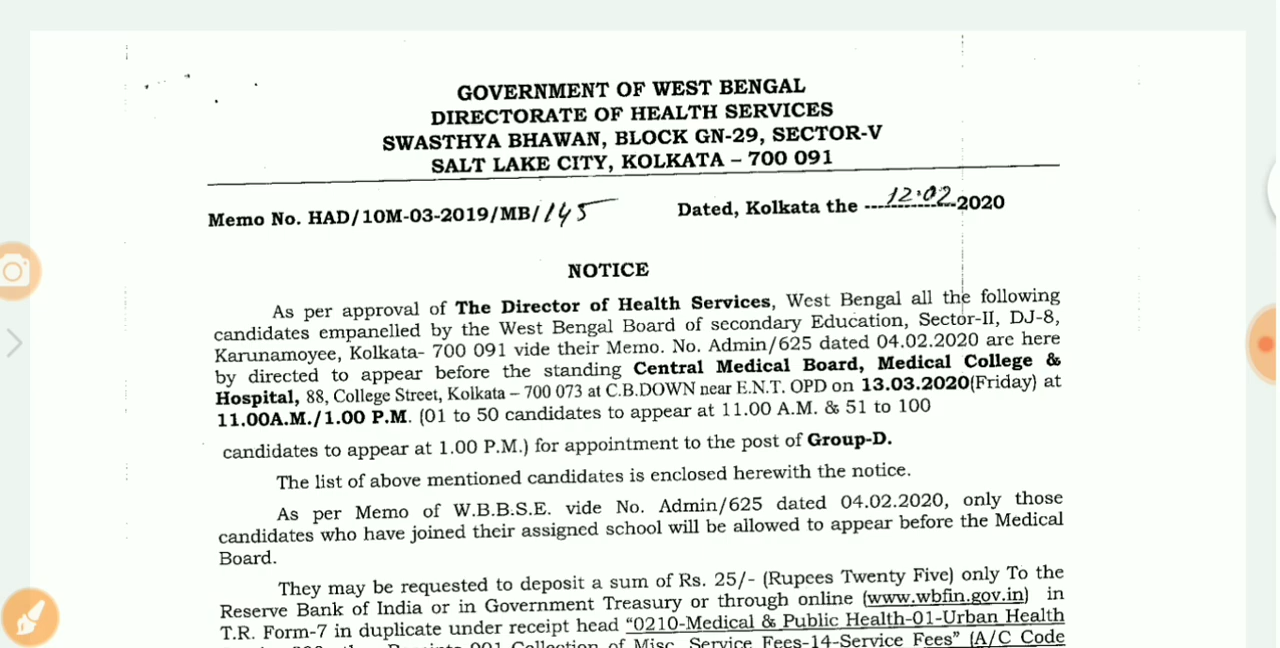 GOVERNMENT OF WEST BENGAL
DIRECTORATE OF HEALTH SERVICES
SWASTHYA BHAWAN, BLOCK GN-29, SECTOR-V
SALT LAKE CITY, KOLKATA – 700 091
Memo No. HAD/10M-03-2019/MB/145 Dated, Kolkata the 12.02.2020
NOTICE
As per approval of The Director of Health Services, West Bengal all the following
candidates empanelled by the West Bengal Board of secondary Education, Sector-II, DJ-8,
Karunamoyee, Kolkata- 700 091 vide their Memo. No. Admin/625 dated 04.02.2020 are here
by directed to appear before the standing Central Medical Board, Medical College &
Hospital, 88, College Street, Kolkata – 700 073 at C.B.DOWN near E.N.T. OPD on 13.03.2020(Friday) at
11.00A.M./1.00 P.M. (01 to 50 candidates to appear at 11.00 A.M. & 51 to 100
candidates to appear at 1.00 P.M.) for appointment to the post of Group-D.
The list of above mentioned candidates is enclosed herewith the notice.
As per Memo of W.B.B.S.E. vide No. Admin/625 dated 04.02.2020, only those
candidates who have joined their assigned school will be allowed to appear before the Medical
Board.
They may be requested to deposit a sum of Rs. 25/- (Rupees Twenty Five) only To the
Reserve Bank of India or in Government Treasury or through online (www.wbfin.gov.in) in
T.R. Form-7 in duplicate under receipt head "0210-Medical & Public Health-01-Urban Health
001 Collection of Misc. Service Fees-14-Service Fees" (A/C Code